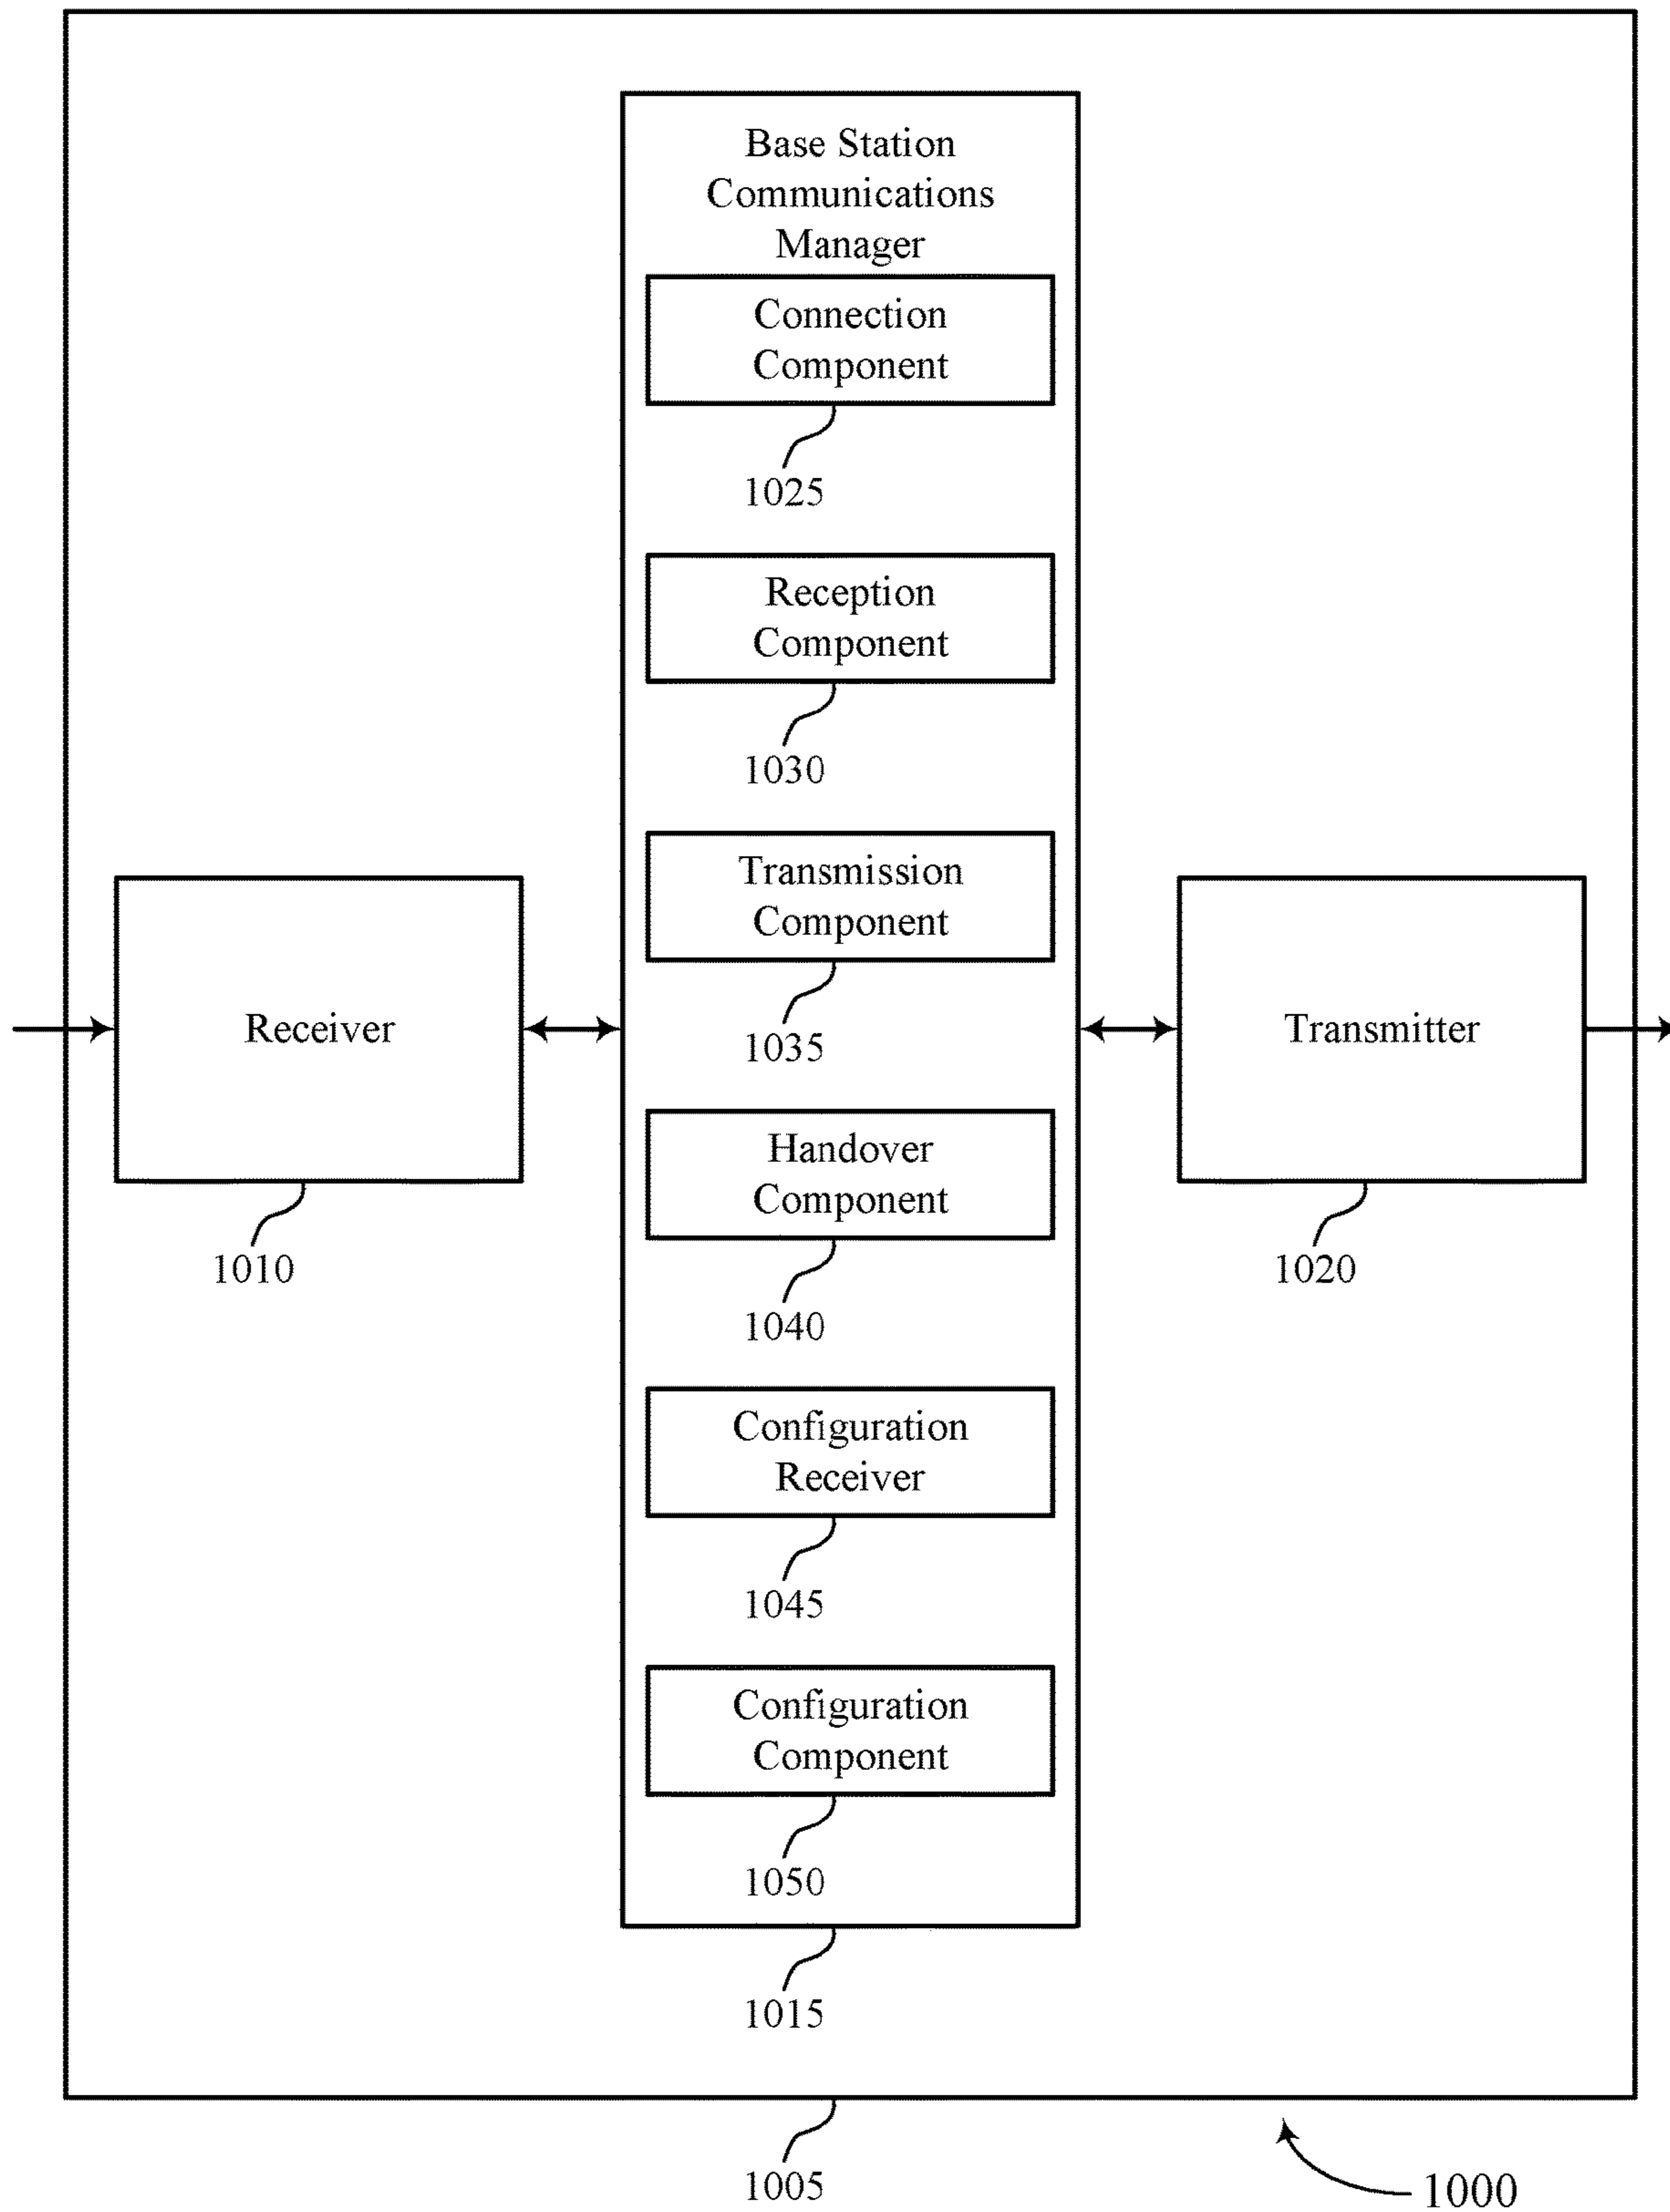 Base Station
Communications
Manager
Connection
Component
1025
Reception
Component
1030
Transmission
Component
1035
Receiver
1010
Transmitter
1020
Handover
Component
1040
Configuration
Receiver
1045
Configuration
Component
1050
1015
1005
1000